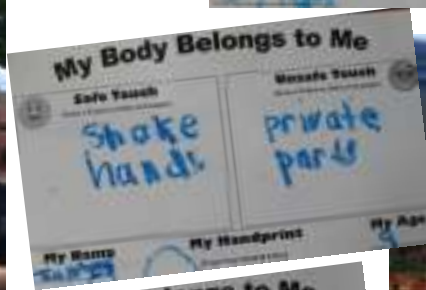 My Body Belongs to Me
Safe Touch
Unsafe Touch
shake
hands
private
parts
My Name
My Handprint
My Age